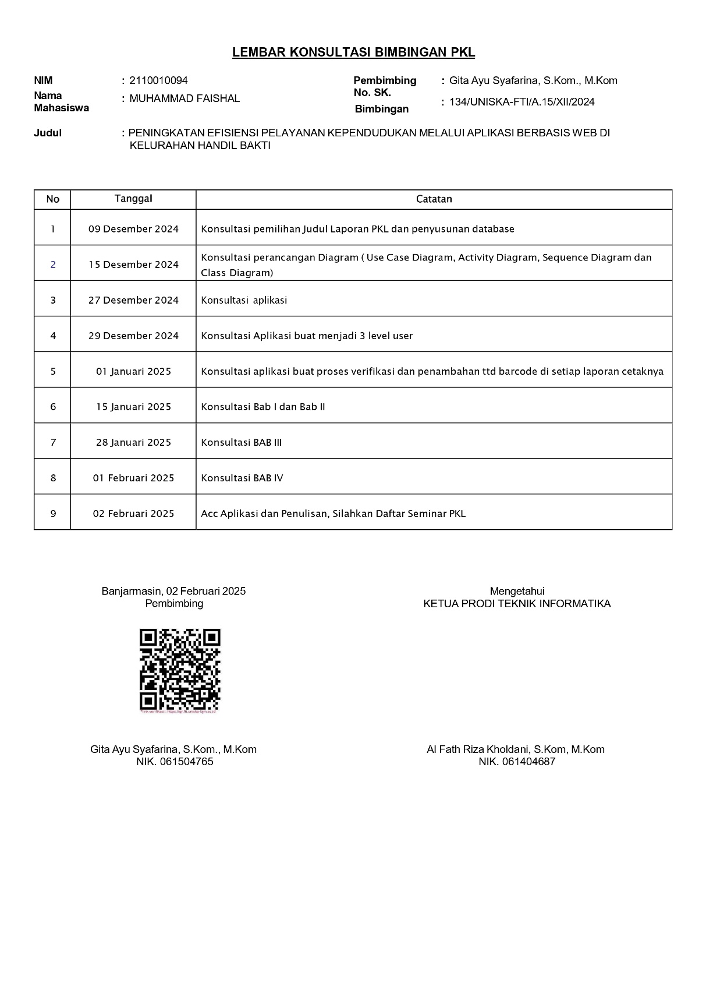 LEMBAR KONSULTASI BIMBINGAN PKL
NIM : 2110010094
Nama Mahasiswa : MUHAMMAD FAISHAL
Pembimbing : Gita Ayu Syafarina, S.Kom., M.Kom
No. SK. Bimbingan : 134/UNISKA-FTI/A.15/XII/2024
Judul : PENINGKATAN EFISIENSI PELAYANAN KEPENDUDUKAN MELALUI APLIKASI BERBASIS WEB DI
KELURAHAN HANDIL BAKTI
No Tanggal Catatan
1 09 Desember 2024 Konsultasi pemilihan Judul Laporan PKL dan penyusunan database
2 15 Desember 2024 Konsultasi perancangan Diagram ( Use Case Diagram, Activity Diagram, Sequence Diagram dan
Class Diagram)
3 27 Desember 2024 Konsultasi aplikasi
4 29 Desember 2024 Konsultasi Aplikasi buat menjadi 3 level user
5 01 Januari 2025 Konsultasi aplikasi buat proses verifikasi dan penambahan ttd barcode di setiap laporan cetaknya
6 15 Januari 2025 Konsultasi Bab I dan Bab II
7 28 Januari 2025 Konsultasi BAB III
8 01 Februari 2025 Konsultasi BAB IV
9 02 Februari 2025 Acc Aplikasi dan Penulisan, Silahkan Daftar Seminar PKL
Banjarmasin, 02 Februari 2025
Pembimbing
*link verifikasi : https://qr.fti.uniska-bjm.ac.id
Gita Ayu Syafarina, S.Kom., M.Kom
NIK. 061504765
Mengetahui
KETUA PRODI TEKNIK INFORMATIKA
Al Fath Riza Kholdani, S.Kom, M.Kom
NIK. 061404687